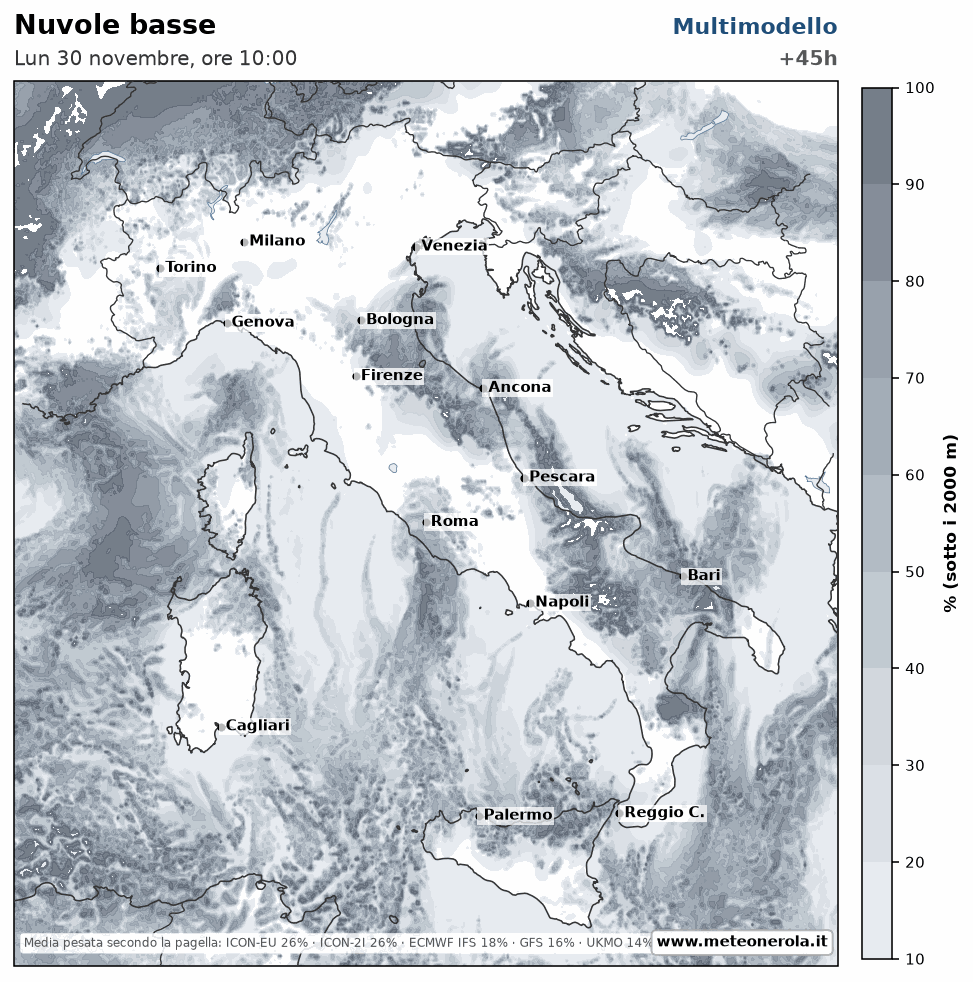 Nuvole basse
Multimodello
Lun 30 novembre, ore 10:00
+45h
100
90
80
70
60
50
40
30
20
10
% (sotto i 2000 m)
Milano
Venezia
Torino
Genova
Bologna
Firenze
Ancona
Pescara
Roma
Bari
Napoli
Cagliari
Palermo
Reggio C.
Media pesata secondo la pagella: ICON-EU 26% · ICON-2I 26% · ECMWF IFS 18% · GFS 16% · UKMO 14%
www.meteonerola.it